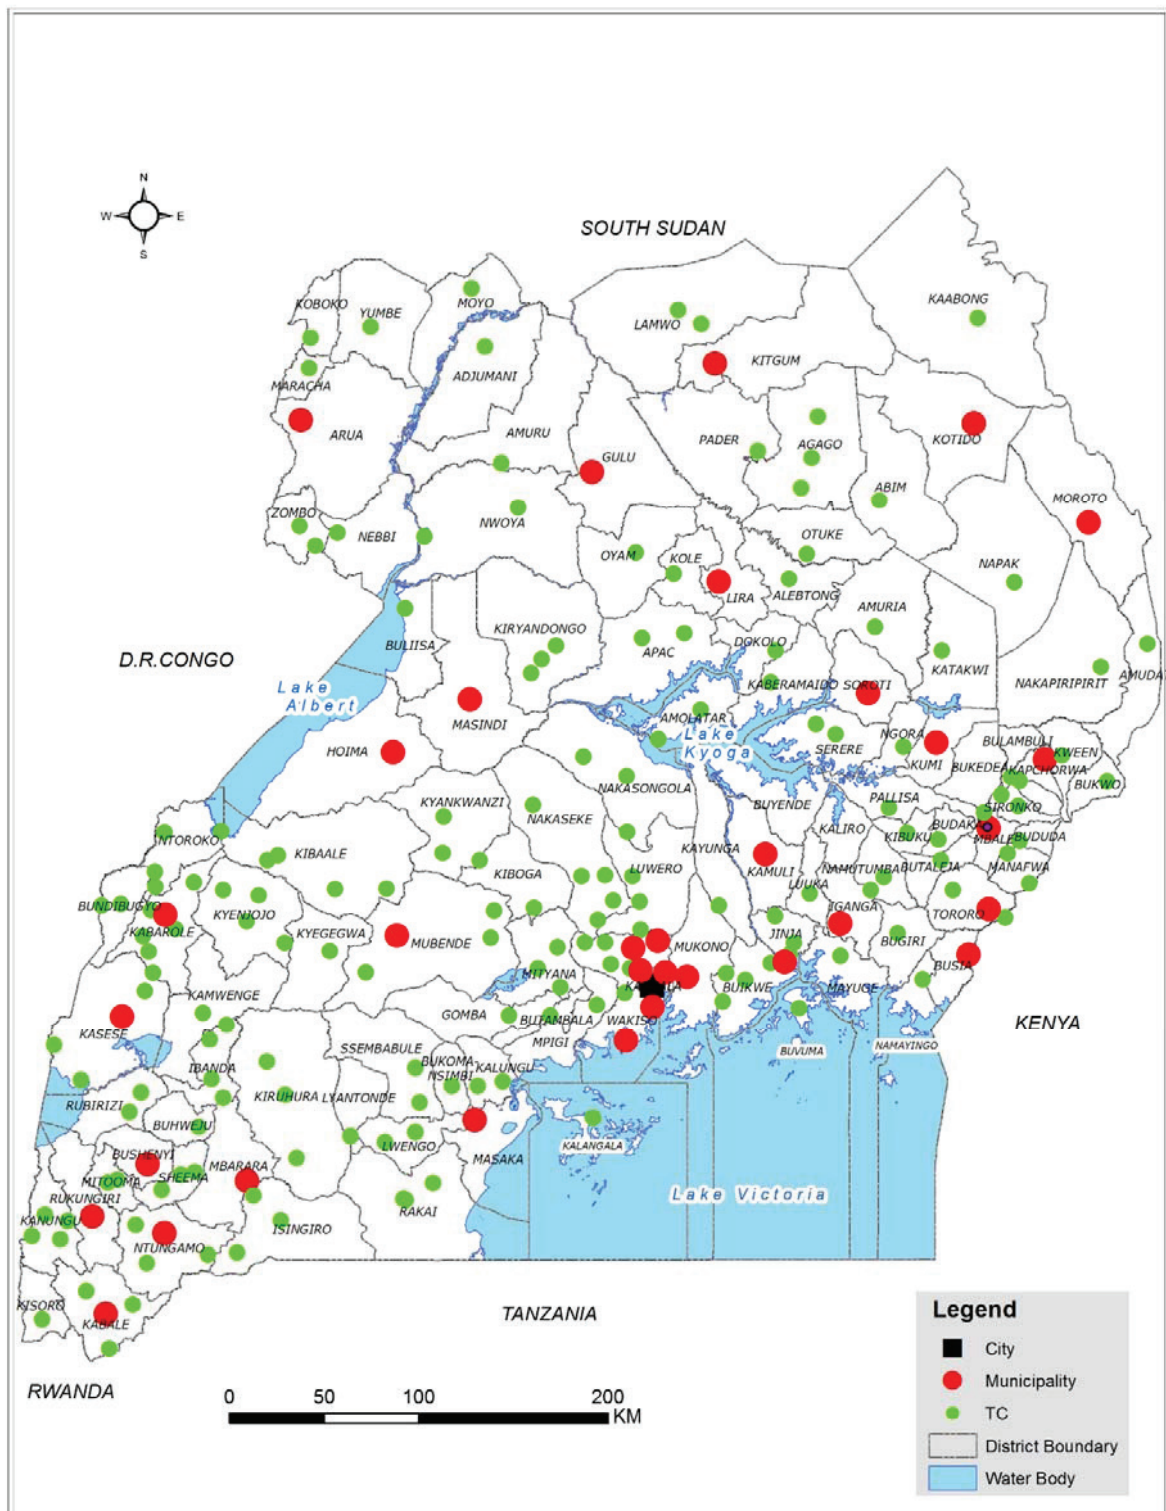 N
W E
S
SOUTH SUDAN
KOBOKO
YUMBE
MOYO
LAMWO
KAABONG
MARACHA
ADJUMANI
KITGUM
ARUA
AMURU
GULU
PADER
AGAGO
KOTIDO
ABIM
MOROTO
ZOMBO
NEBBI
NWOYA
OYAM
KOLE
OTUKE
NAPAK
LIRA
ALEBTONG
AMURIA
BULIISA
KIRYANDONGO
APAC
DOKOLO
KATAKWI
D.R.CONGO
Lake
Albert
MASINDI
KABERAMAIDO
SOROTI
NAKAPIRIPIRIT
AMUDAT
AMOLATAR
Lake
Kyoga
HOIMA
SERERE
NGORA
KUMI
BULAMBULI
KWEEN
BUKEDEA
KAPCHORWA
BUKWO
NAKASONGOLA
KYANKWANZI
NAKASEKE
BUYENDE
PALLISA
SIRONKO
NTOROKO
KIBAALE
KALIRO
KIBUKU
BUDAKA
MBALE
BUDUDA
KIBOGA
LUWERO
KAYUNGA
KAMULI
LUUKA
NAMUTUMBA
BUTALEJA
MANAFWA
BUNDIBUGYO
KABAROLE
KYENJOJO
KYEGEGWA
MUBENDE
MUKONO
JINJA
IGANGA
BUGIRI
TORORO
BUSIA
MITYANA
KAMWENGE
GOMBA
BUTAMBALA
WAKISO
BUIKWE
MAYUGE
KASESE
MPIGI
BUVUMA
NAMAYINGO
KENYA
SSEMBABULE
BUKOMA
NSIMBI
KALUNGU
IBANDA
KIRUHURA
LYANTONDE
RUBIRIZI
BUHWEJU
LWENGO
MASAKA
KALANGALA
BUSHENYI
MITOOMA
SHEEMA
MBARARA
RUKUNGIRI
RAKAI
Lake Victoria
KANUNGU
NTUNGAMO
ISINGIRO
KISORO
KABALE
TANZANIA
RWANDA
0 50 100 200
KM
Legend
City
Municipality
TC
District Boundary
Water Body